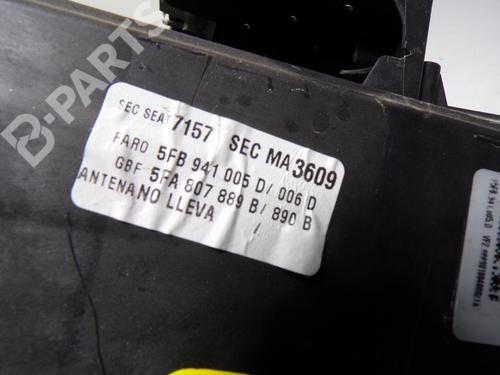 B-PARTS
SEC SEAT 7157 SEC MA 3609
FARO 5FB 941 005 D/ 006 D
GBF 5FA 807 889 B/ 890 B
ANTENA NO LLEVA